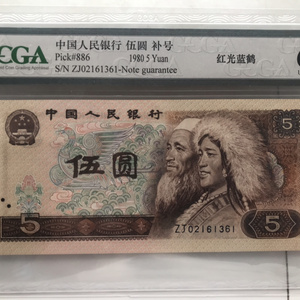 CGA
中国人民银行 伍圆 补号
Pick#886 1980 5 Yuan 红光蓝鹤
S/N ZJ02161361-Note guarantee
中国人民银行
5
伍圆
5
5
ZJ02161361